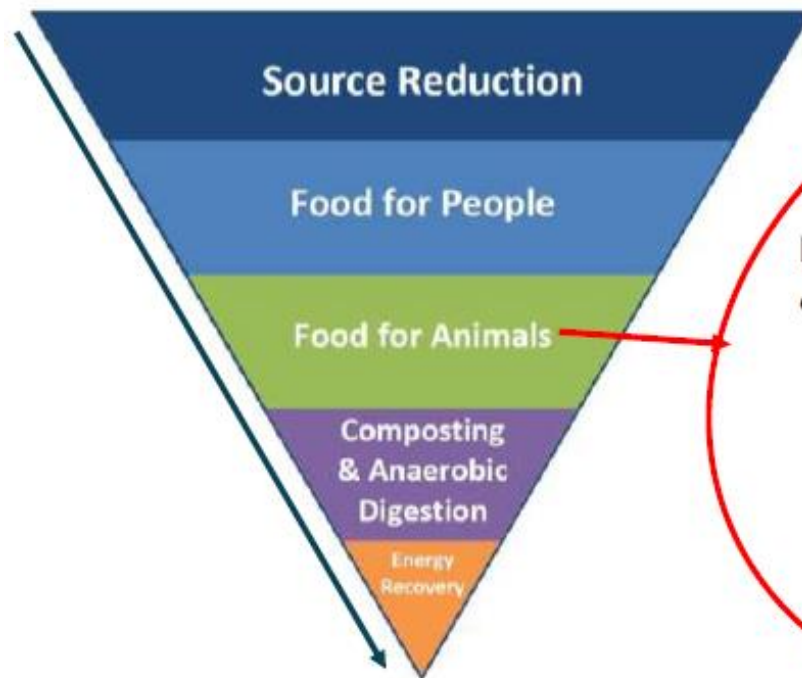 Source Reduction
Food for People
Food for Animals
Composting
& Anaerobic
Digestion
Energy
Recovery